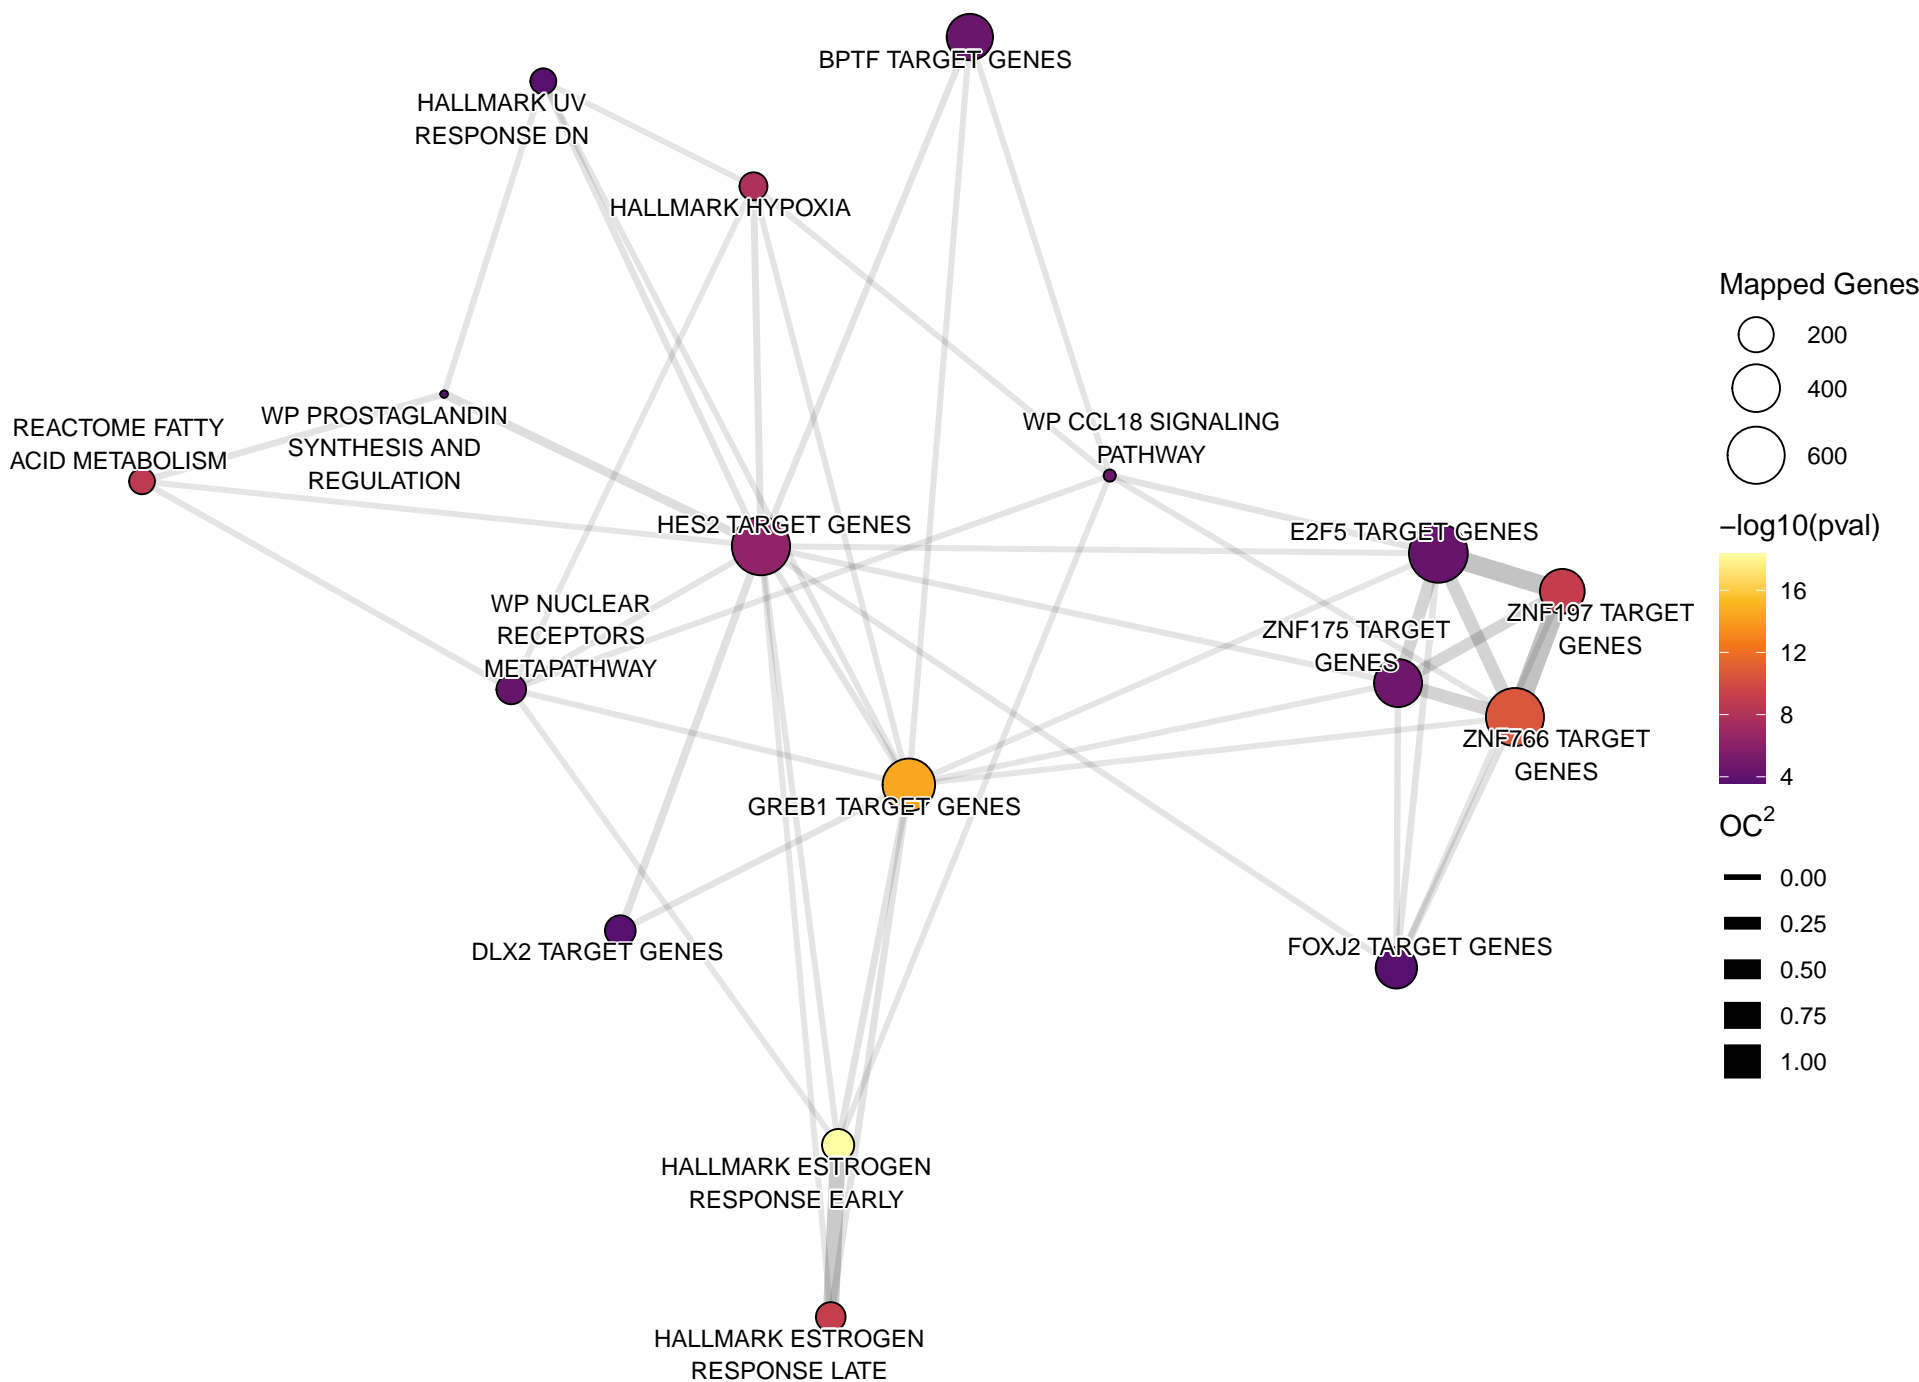 BPTF TARGET GENES
HALLMARK UV
RESPONSE DN
HALLMARK HYPOXIA
REACTOME FATTY
ACID METABOLISM
WP PROSTAGLANDIN
SYNTHESIS AND
REGULATION
WP CCL18 SIGNALING
PATHWAY
HES2 TARGET GENES
E2F5 TARGET GENES
WP NUCLEAR
RECEPTORS
METAPATHWAY
ZNF175 TARGET
GENES
ZNF197 TARGET
GENES
ZNF766 TARGET
GENES
GREB1 TARGET GENES
DLX2 TARGET GENES
FOXJ2 TARGET GENES
HALLMARK ESTROGEN
RESPONSE EARLY
HALLMARK ESTROGEN
RESPONSE LATE
Mapped Genes
200
400
600
−log10(pval)
16
12
8
4
OC²
0.00
0.25
0.50
0.75
1.00